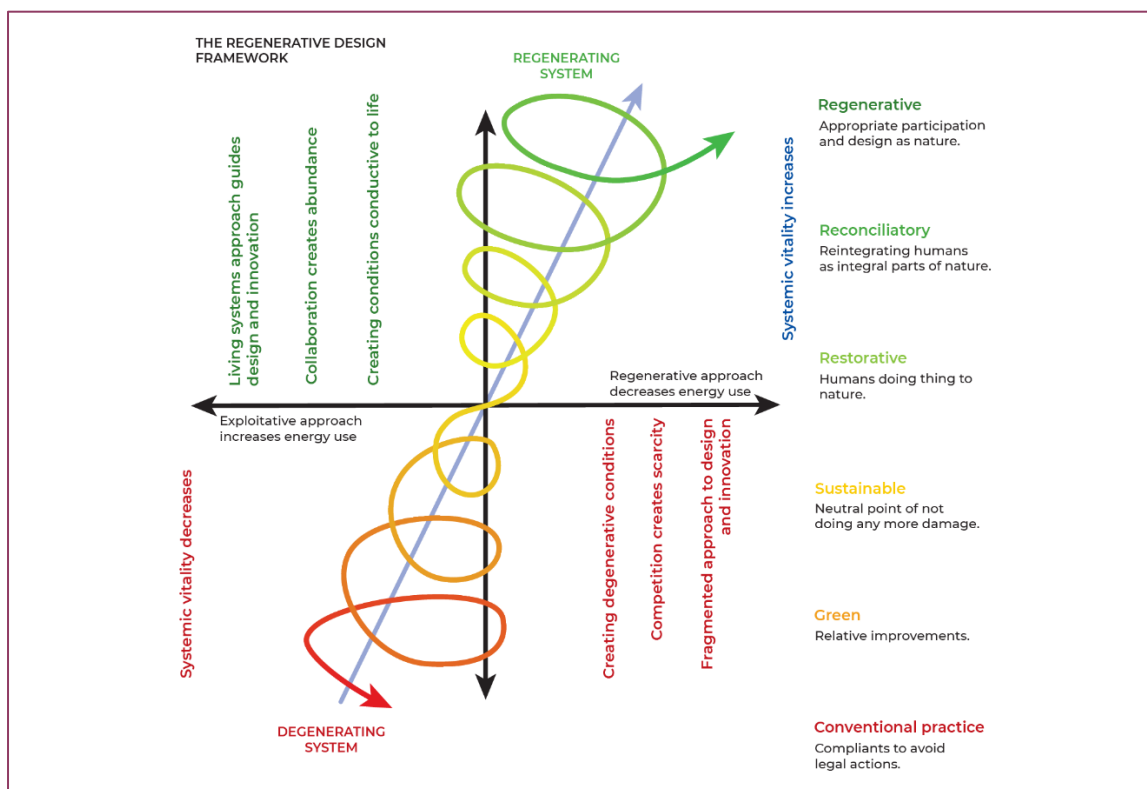 THE REGENERATIVE DESIGN
FRAMEWORK
REGENERATING
SYSTEM
Living systems approach guides
design and innovation
Collaboration creates abundance
Creating conditions conductive to life
Systemic vitality increases
Exploitative approach
increases energy use
Regenerative approach
decreases energy use
Systemic vitality decreases
Creating degenerative conditions
Competition creates scarcity
Fragmented approach to design
and innovation
DEGENERATING
SYSTEM
Regenerative
Appropriate participation
and design as nature.
Reconciliatory
Reintegrating humans
as integral parts of nature.
Restorative
Humans doing thing to
nature.
Sustainable
Neutral point of not
doing any more damage.
Green
Relative improvements.
Conventional practice
Compliants to avoid
legal actions.